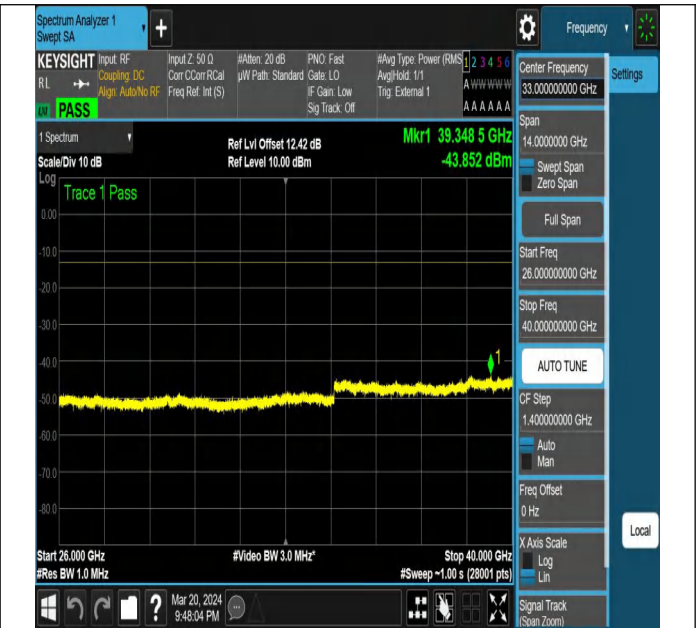 Spectrum Analyzer 1
Swept SA
+
Frequency
KEYSIGHT
Input: RF
Coupling: DC
Align: Auto/No RF
Input Z: 50 Ω
Corr CCorr RCal
Freq Ref: Int (S)
#Atten: 20 dB
µW Path: Standard
PNO: Fast
Gate: LO
IF Gain: Low
Sig Track: Off
#Avg Type: Power (RMS
Avg|Hold: 1/1
Trig: External 1
1 2 3 4 5 6
A W W W W W
A A A A A A
RL
PASS
1 Spectrum
Scale/Div 10 dB
Ref Lvl Offset 12.42 dB
Ref Level 10.00 dBm
Mkr1 39.348 5 GHz
-43.852 dBm
Log
Trace 1 Pass
0.00
-10.0
-20.0
-30.0
-40.0
-50.0
-60.0
-70.0
-80.0
1
Start 26.000 GHz
#Res BW 1.0 MHz
#Video BW 3.0 MHz*
Stop 40.000 GHz
#Sweep ~1.00 s (28001 pts)
Mar 20, 2024
9:48:04 PM
?
Center Frequency
33.000000000 GHz
Settings
Span
14.0000000 GHz
Swept Span
Zero Span
Full Span
Start Freq
26.000000000 GHz
Stop Freq
40.000000000 GHz
AUTO TUNE
CF Step
1.400000000 GHz
Auto
Man
Freq Offset
0 Hz
X Axis Scale
Log
Lin
Local
Signal Track
(Span Zoom)